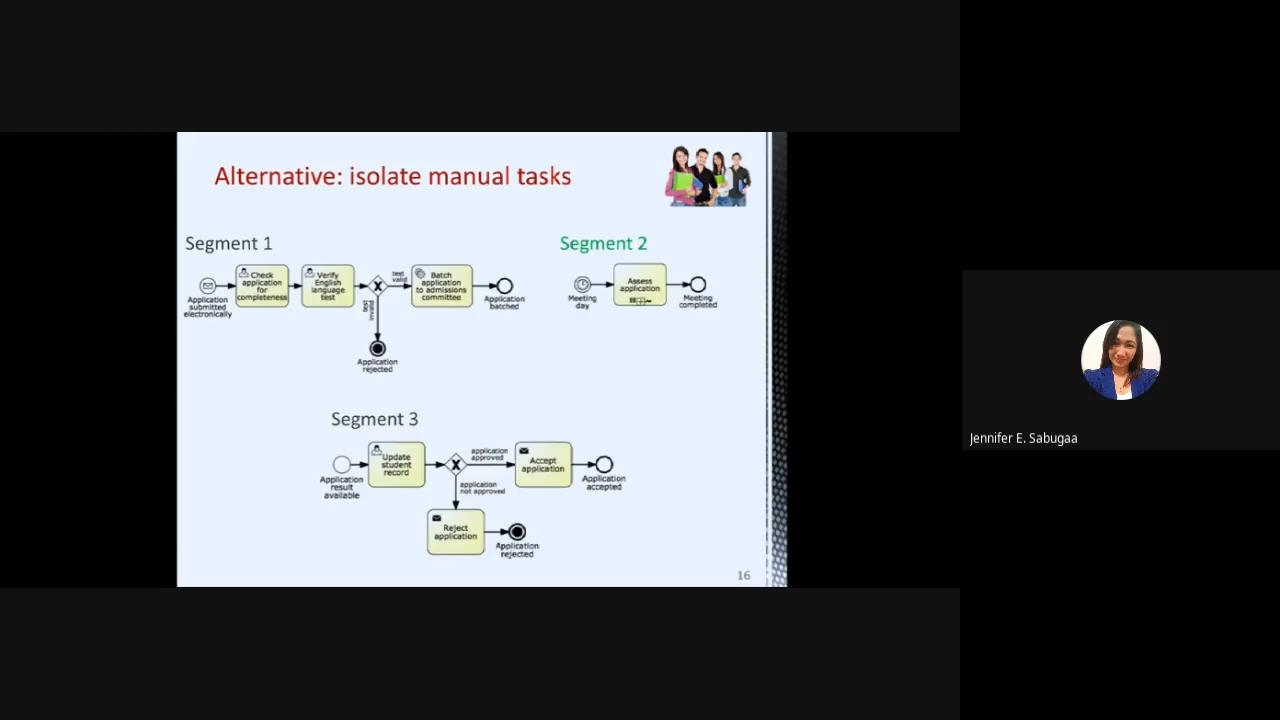 Alternative: isolate manual tasks
Segment 1
Application
submitted
electronically
Check
application
for
completeness
Verify
English
language
test
test
valid
test
invalid
Application
rejected
Batch
application
to admissions
committee
Application
batched
Segment 2
Meeting
day
Assess
application
Meeting
completed
Segment 3
Application
result
available
Update
student
record
application
approved
application
not approved
Accept
application
Application
accepted
Reject
application
Application
rejected
16
Jennifer E. Sabugaa